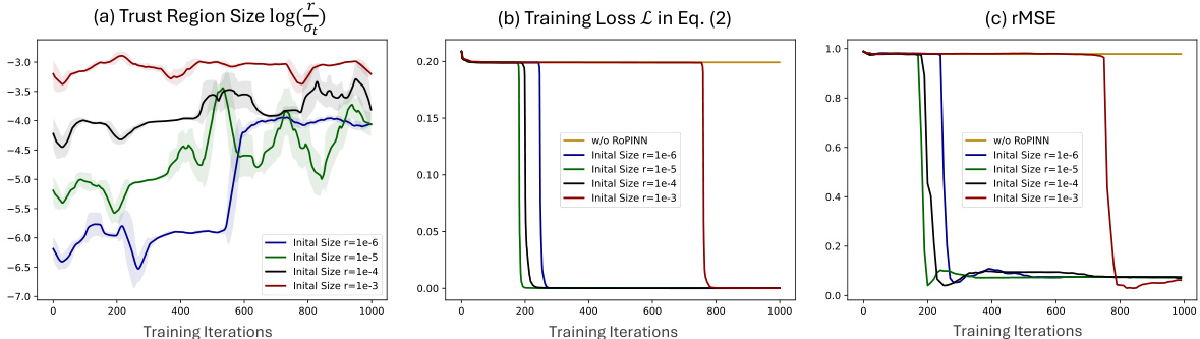 (a) Trust Region Size log(r/σt)
−3.0
−3.5
−4.0
−4.5
−5.0
−5.5
−6.0
−6.5
−7.0
0 200 400 600 800 1000
Training Iterations
Inital Size r=1e-6
Inital Size r=1e-5
Inital Size r=1e-4
Inital Size r=1e-3
(b) Training Loss ℒ in Eq. (2)
0.20
0.15
0.10
0.05
0.00
0 200 400 600 800 1000
Training Iterations
w/o RoPINN
Inital Size r=1e-6
Inital Size r=1e-5
Inital Size r=1e-4
Inital Size r=1e-3
(c) rMSE
1.0
0.8
0.6
0.4
0.2
0.0
0 200 400 600 800 1000
Training Iterations
w/o RoPINN
Inital Size r=1e-6
Inital Size r=1e-5
Inital Size r=1e-4
Inital Size r=1e-3